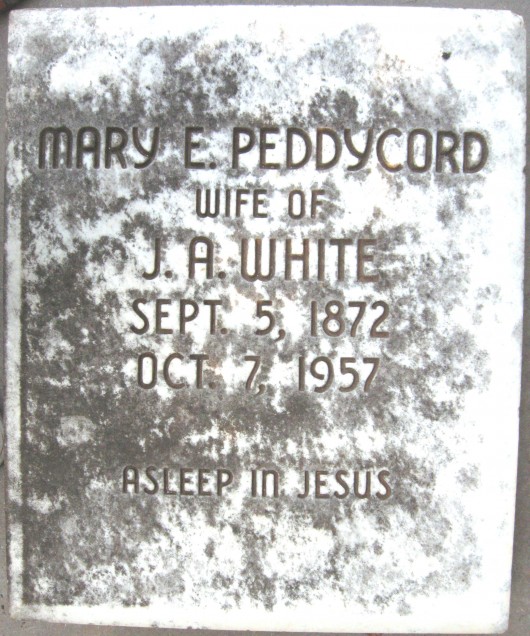 MARY E. PEDDYCORD
WIFE OF
J. A. WHITE
SEPT. 5, 1872
OCT. 7, 1957
ASLEEP IN JESUS